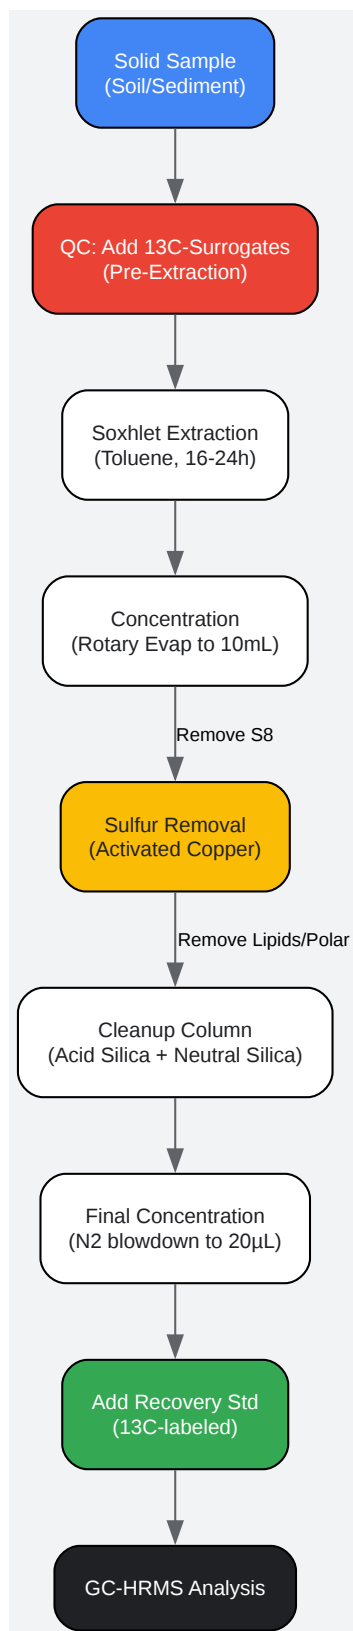 Solid Sample
(Soil/Sediment)
QC: Add 13C-Surrogates
(Pre-Extraction)
Soxhlet Extraction
(Toluene, 16-24h)
Concentration
(Rotary Evap to 10mL)
Remove S8
Sulfur Removal
(Activated Copper)
Remove Lipids/Polar
Cleanup Column
(Acid Silica + Neutral Silica)
Final Concentration
(N2 blowdown to 20µL)
Add Recovery Std
(13C-labeled)
GC-HRMS Analysis